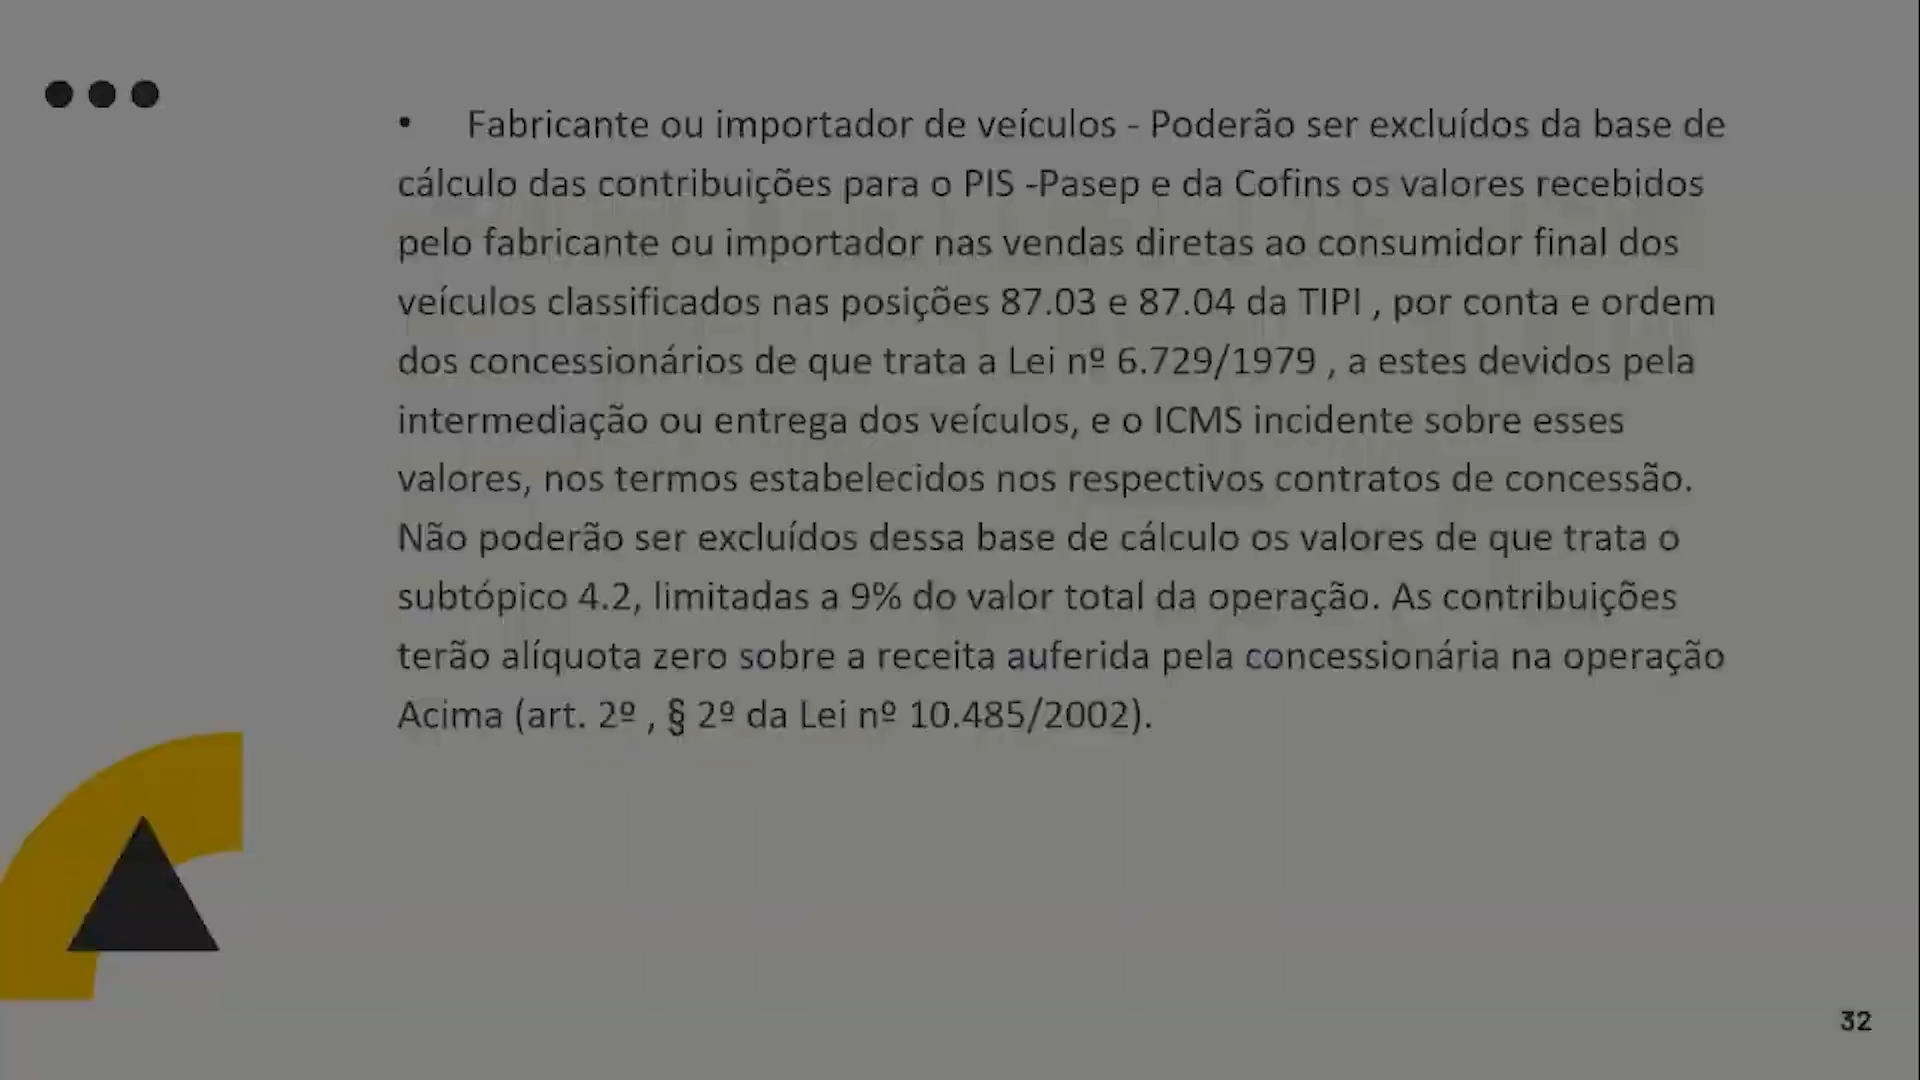 • Fabricante ou importador de veículos - Poderão ser excluídos da base de
cálculo das contribuições para o PIS -Pasep e da Cofins os valores recebidos
pelo fabricante ou importador nas vendas diretas ao consumidor final dos
veículos classificados nas posições 87.03 e 87.04 da TIPI , por conta e ordem
dos concessionários de que trata a Lei nº 6.729/1979 , a estes devidos pela
intermediação ou entrega dos veículos, e o ICMS incidente sobre esses
valores, nos termos estabelecidos nos respectivos contratos de concessão.
Não poderão ser excluídos dessa base de cálculo os valores de que trata o
subtópico 4.2, limitadas a 9% do valor total da operação. As contribuições
terão alíquota zero sobre a receita auferida pela concessionária na operação
Acima (art. 2º , § 2º da Lei nº 10.485/2002).
32